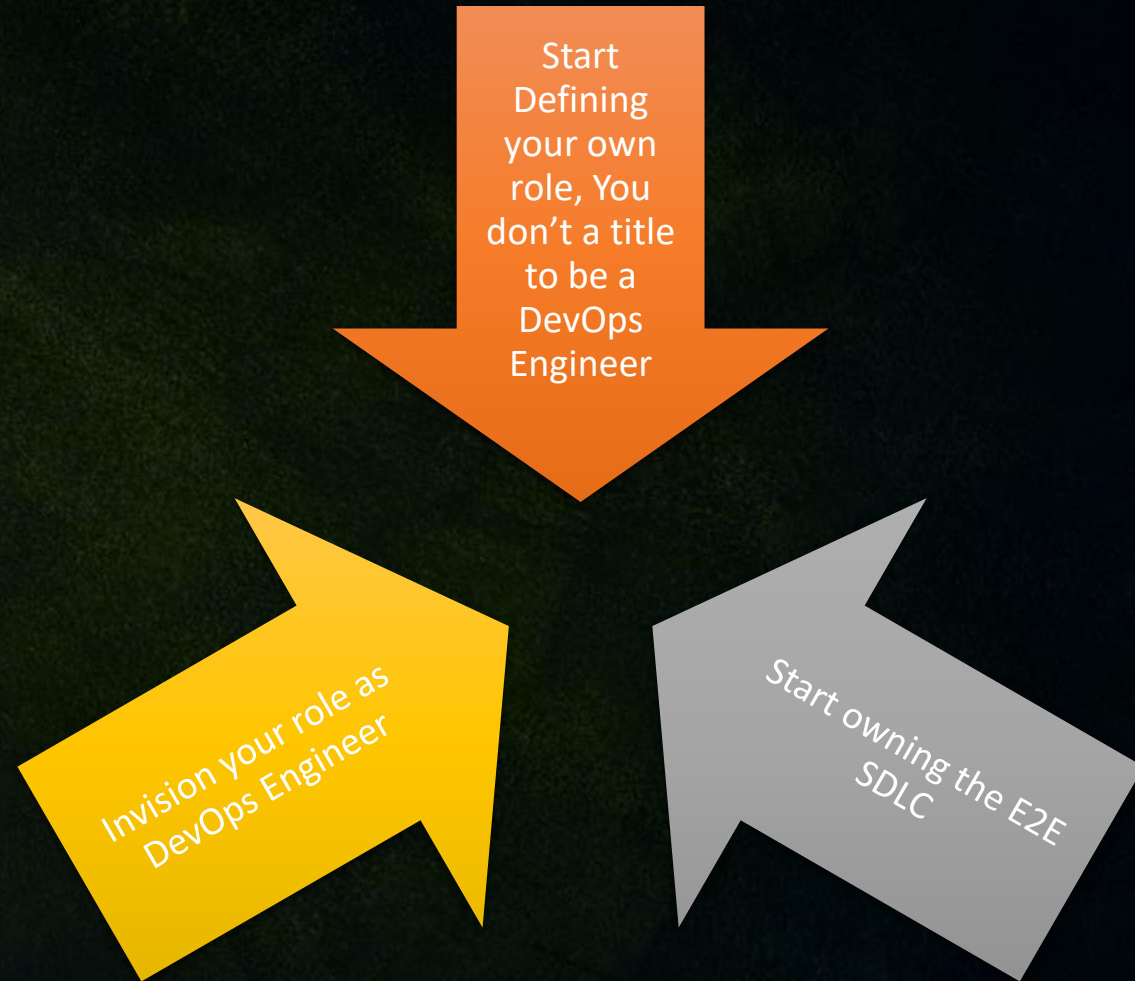 Start
Defining
your own
role, You
don’t a title
to be a
DevOps
Engineer
Invision your role as
DevOps Engineer
Start owning the E2E
SDLC